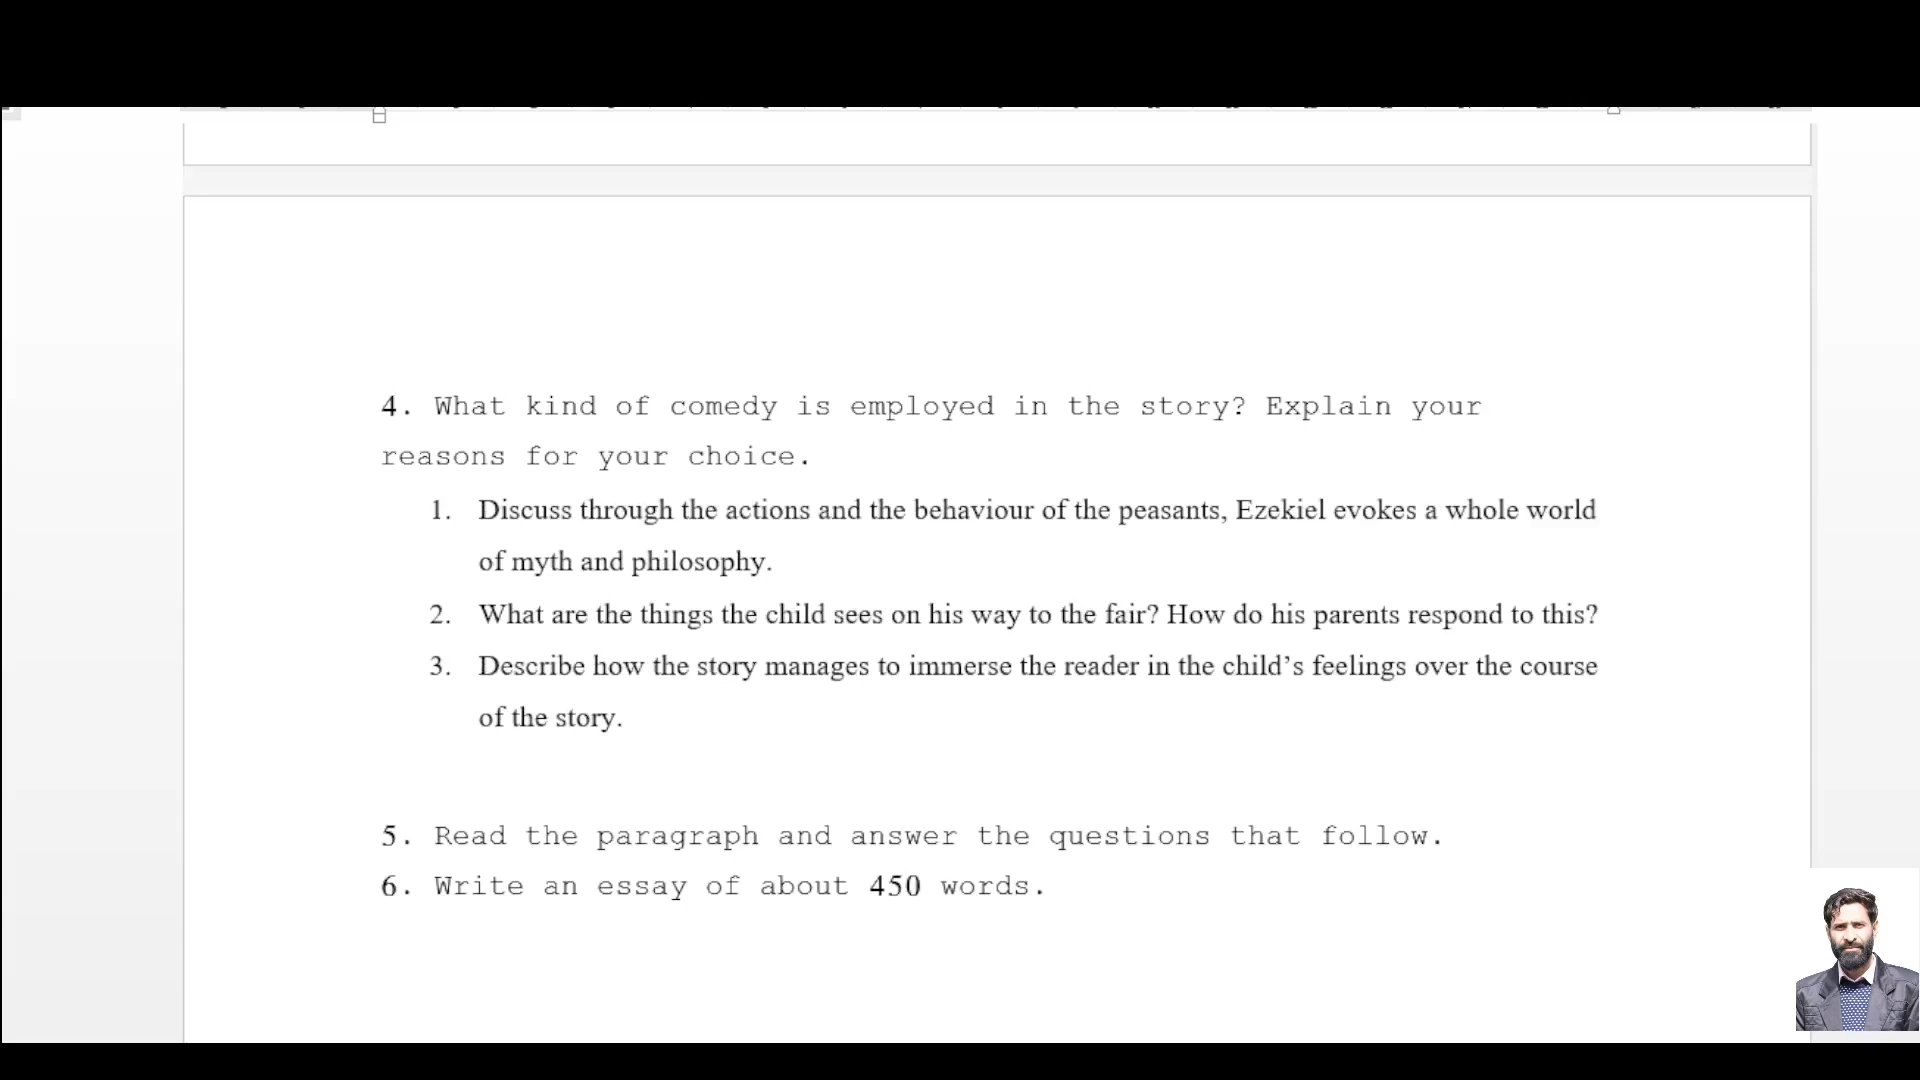 4. What kind of comedy is employed in the story? Explain your
reasons for your choice.
1. Discuss through the actions and the behaviour of the peasants, Ezekiel evokes a whole world
of myth and philosophy.
2. What are the things the child sees on his way to the fair? How do his parents respond to this?
3. Describe how the story manages to immerse the reader in the child’s feelings over the course
of the story.
5. Read the paragraph and answer the questions that follow.
6. Write an essay of about 450 words.